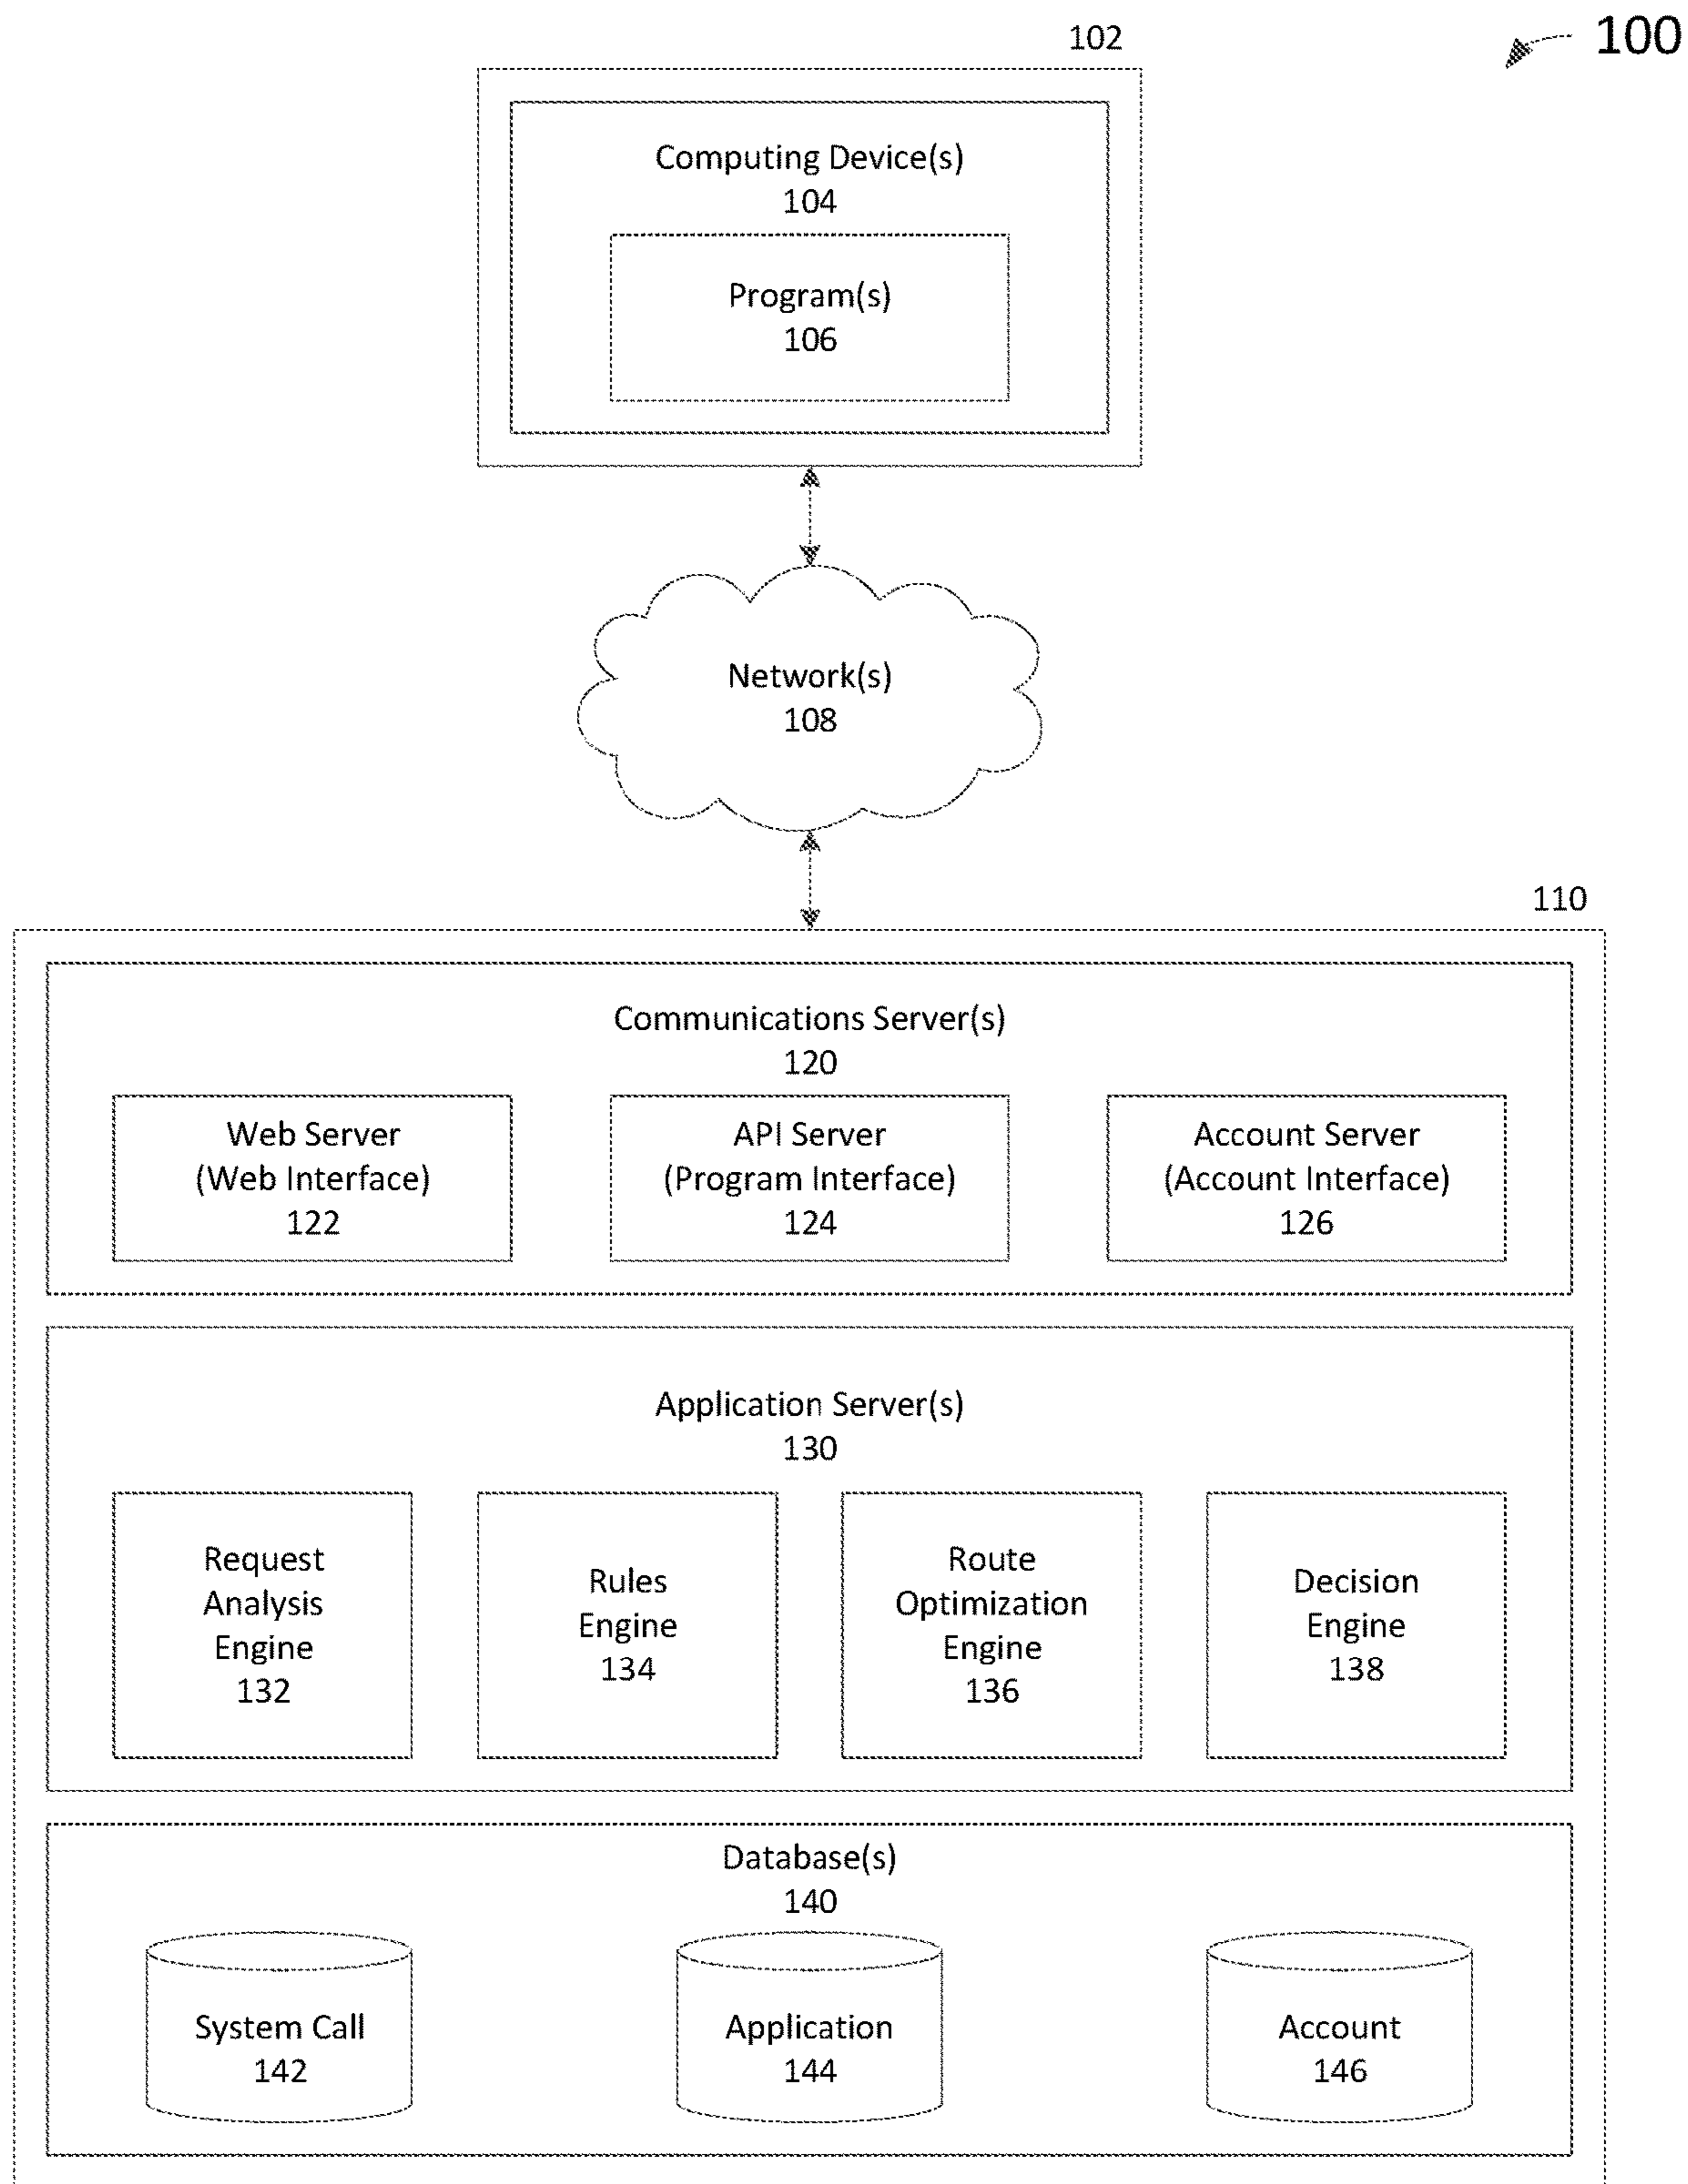 100
102
Computing Device(s)
104
Program(s)
106
Network(s)
108
110
Communications Server(s)
120
Web Server
(Web Interface)
122
API Server
(Program Interface)
124
Account Server
(Account Interface)
126
Application Server(s)
130
Request
Analysis
Engine
132
Rules
Engine
134
Route
Optimization
Engine
136
Decision
Engine
138
Database(s)
140
System Call
142
Application
144
Account
146